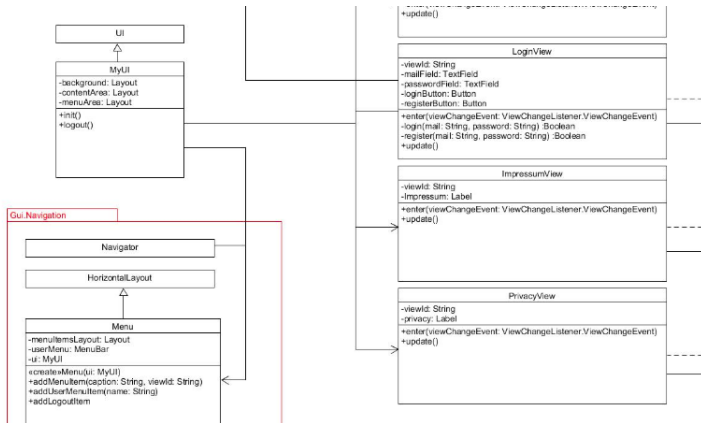 UI
MyUI
-background: Layout
-contentArea: Layout
-menuArea: Layout
+init()
+logout()
Gui.Navigation
Navigator
HorizontalLayout
Menu
-menuItemsLayout: Layout
-userMenu: MenuBar
-ui: MyUI
«create»Menu(ui: MyUI)
+addMenuItem(caption: String, viewId: String)
+addUserMenuItem(name: String)
+addLogoutItem
+update()
LoginView
-viewId: String
-mailField: TextField
-passwordField: TextField
-loginButton: Button
-registerButton: Button
+enter(viewChangeEvent: ViewChangeListener.ViewChangeEvent)
-login(mail: String, password: String) :Boolean
-register(mail: String, password: String) :Boolean
+update()
ImpressumView
-viewId: String
-Impressum: Label
+enter(viewChangeEvent: ViewChangeListener.ViewChangeEvent)
+update()
PrivacyView
-viewId: String
-privacy: Label
+enter(viewChangeEvent: ViewChangeListener.ViewChangeEvent)
+update()